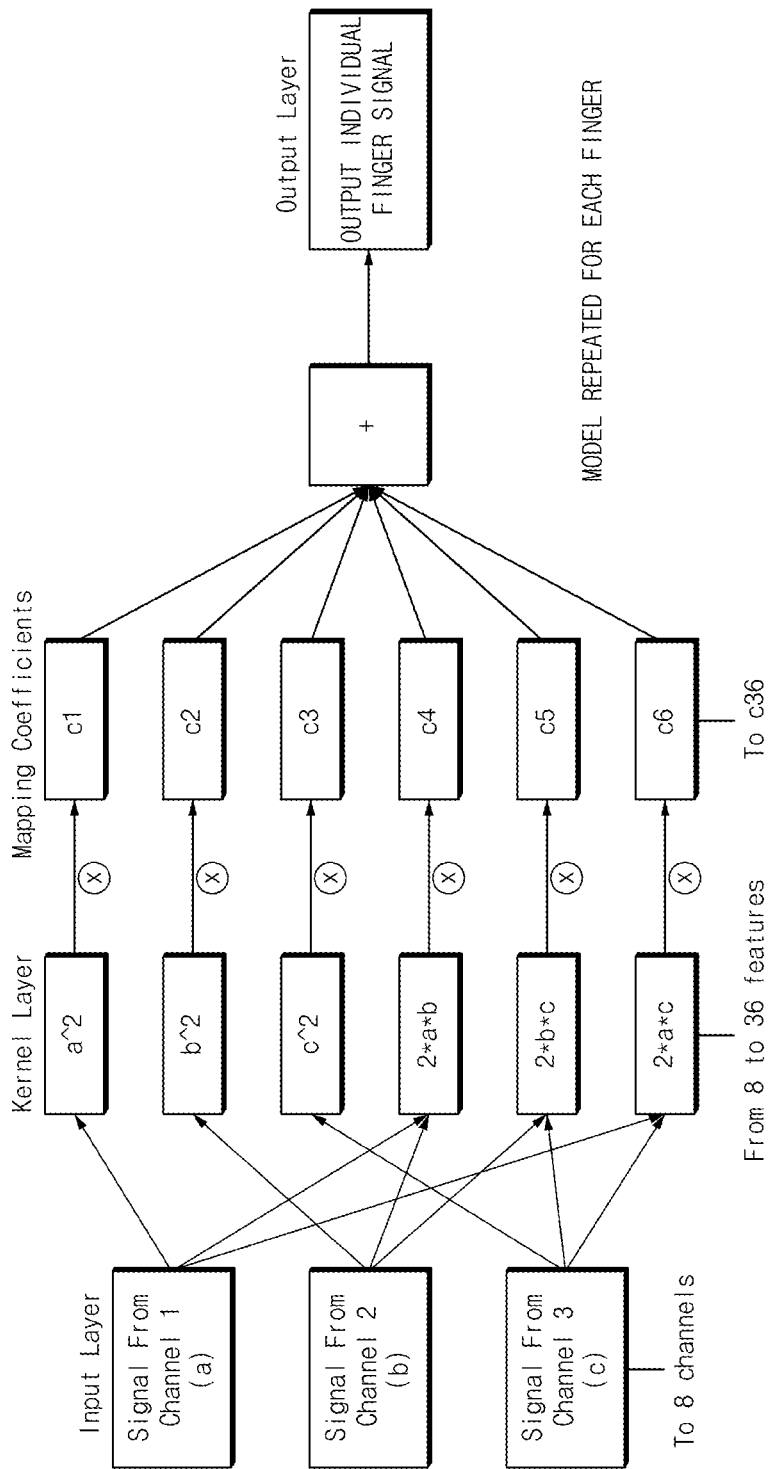 Input Layer
Kernel Layer
Mapping Coefficients
Output Layer
Signal From
Channel 1
(a)
Signal From
Channel 2
(b)
Signal From
Channel 3
(c)
To 8 channels
a^2
b^2
c^2
2*a*b
2*b*c
2*a*c
From 8 to 36 features
X
X
X
X
X
X
c1
c2
c3
c4
c5
c6
To c36
+
OUTPUT INDIVIDUAL
FINGER SIGNAL
MODEL REPEATED FOR EACH FINGER